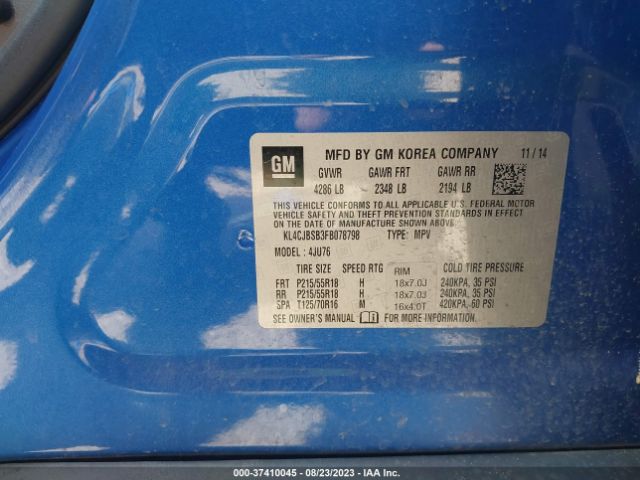 GM MFD BY GM KOREA COMPANY 11/14
GVWR GAWR FRT GAWR RR
4286 LB 2348 LB 2194 LB
THIS VEHICLE CONFORMS TO ALL APPLICABLE U.S. FEDERAL MOTOR
VEHICLE SAFETY AND THEFT PREVENTION STANDARDS IN EFFECT
ON THE DATE OF MANUFACTURE SHOWN ABOVE.
KL4CJBSB3FB078798 TYPE: MPV
MODEL: 4JU76
TIRE SIZE SPEED RTG RIM COLD TIRE PRESSURE
FRT P215/55R18 H 18x7.0J 240KPA, 35 PSI
RR P215/55R18 H 18x7.0J 240KPA, 35 PSI
SPA T125/70R16 M 16x4.0T 420KPA, 60 PSI
SEE OWNER'S MANUAL FOR MORE INFORMATION.
000-37410045 - 08/23/2023 - IAA Inc.